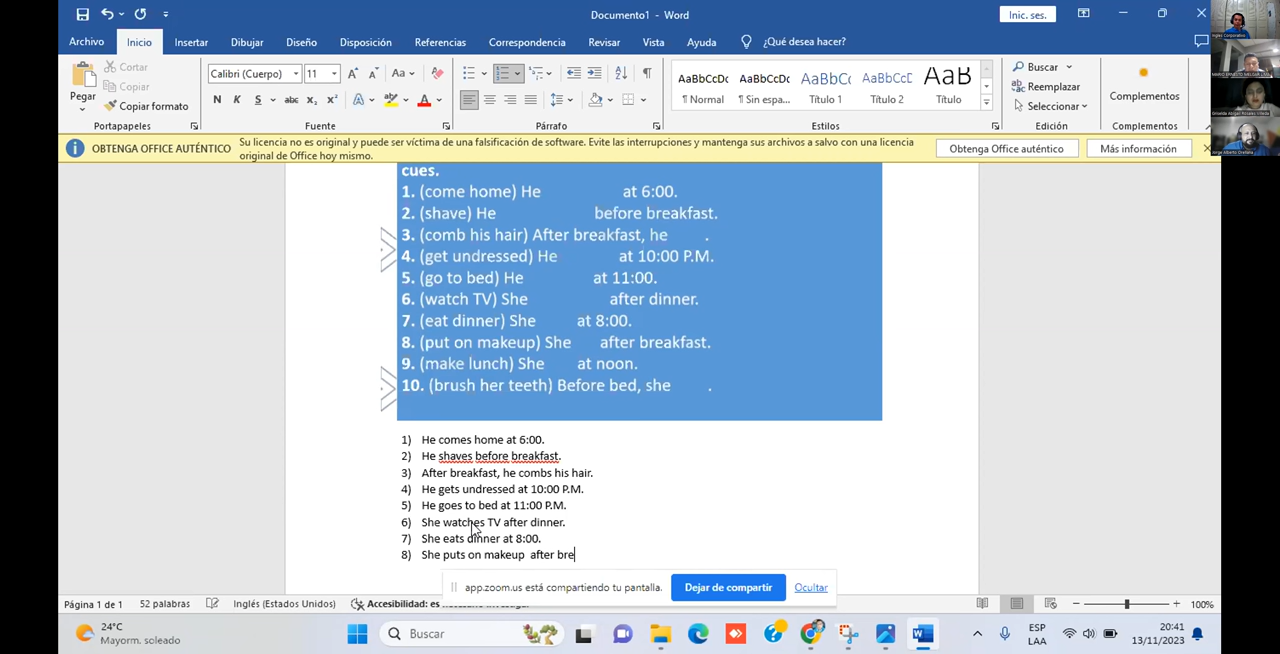 Documento1 - Word
Inic. ses.
Archivo Inicio Insertar Dibujar Diseño Disposición Referencias Correspondencia Revisar Vista Ayuda ¿Qué desea hacer?
Pegar
Cortar
Copiar
Copiar formato
Portapapeles
Calibri (Cuerpo) 11
N K S abc x₂ x²
Fuente
Párrafo
AaBbCcDc AaBbCcDc AaBbCc AaBbCcC AaB
¶ Normal ¶ Sin espa... Título 1 Título 2 Título
Estilos
Buscar
Reemplazar
Seleccionar
Edición
Complementos
Complementos
OBTENGA OFFICE AUTÉNTICO Su licencia no es original y puede ser víctima de una falsificación de software. Evite las interrupciones y mantenga sus archivos a salvo con una licencia
original de Office hoy mismo.
Obtenga Office auténtico
Más información
cues.
1. (come home) He at 6:00.
2. (shave) He before breakfast.
3. (comb his hair) After breakfast, he .
4. (get undressed) He at 10:00 P.M.
5. (go to bed) He at 11:00.
6. (watch TV) She after dinner.
7. (eat dinner) She at 8:00.
8. (put on makeup) She after breakfast.
9. (make lunch) She at noon.
10. (brush her teeth) Before bed, she .
1) He comes home at 6:00.
2) He shaves before breakfast.
3) After breakfast, he combs his hair.
4) He gets undressed at 10:00 P.M.
5) He goes to bed at 11:00 P.M.
6) She watches TV after dinner.
7) She eats dinner at 8:00.
8) She puts on makeup after bre
app.zoom.us está compartiendo tu pantalla. Dejar de compartir Ocultar
Página 1 de 1 52 palabras Inglés (Estados Unidos) Accesibilidad: es necesario investigar 100%
24°C
Mayorm. soleado
Buscar
ESP
LAA
20:41
13/11/2023